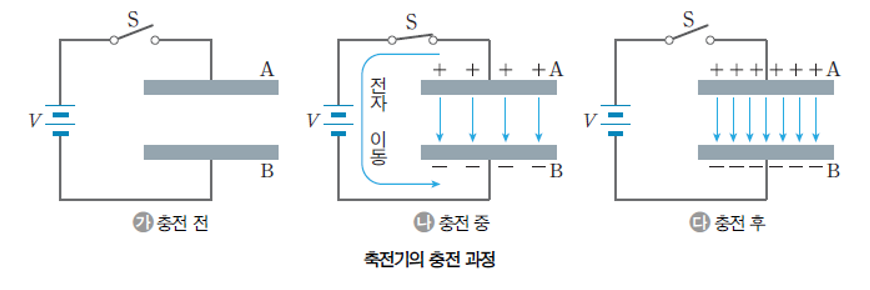 S
A
V
B
㉮ 충전 전
S
+ + + + A
전자 이동
V
− − − − B
㉯ 충전 중
S
+ + + + + + + A
V
− − − − − − − B
㉰ 충전 후
축전기의 충전 과정